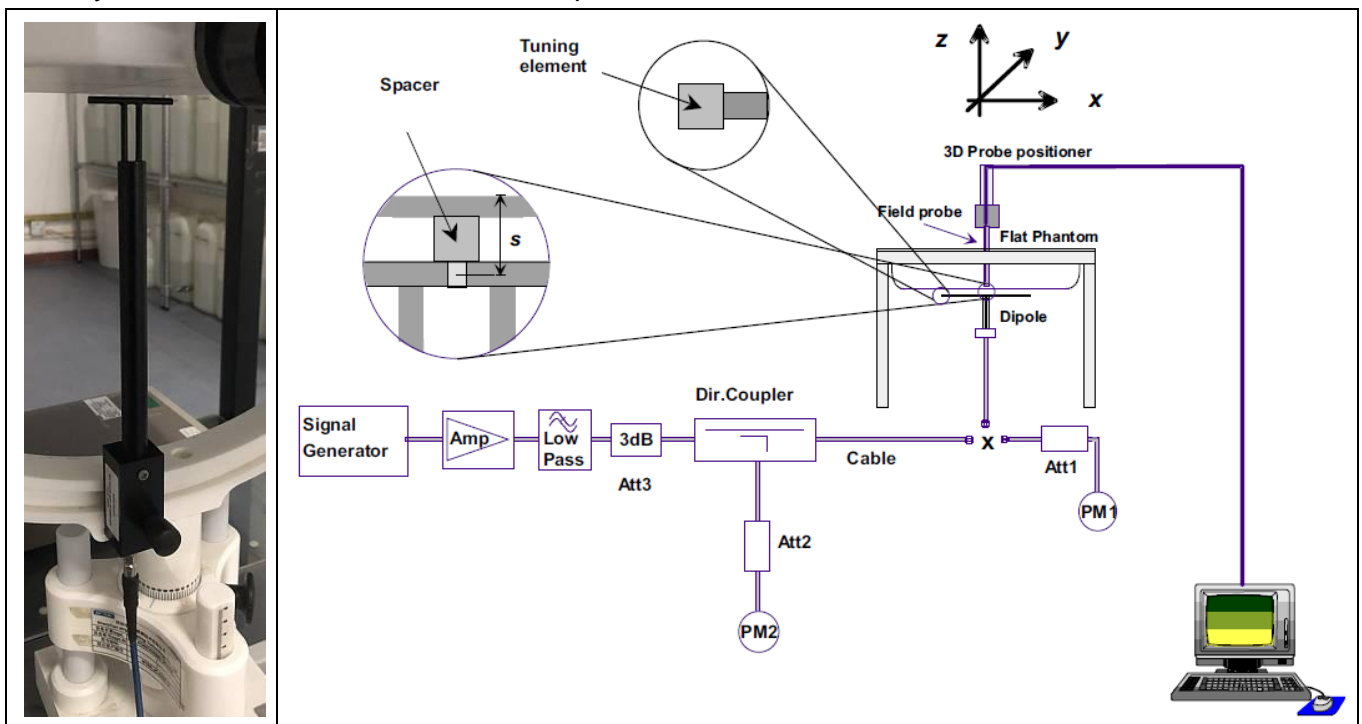 Tuning
element
Spacer
z
y
x
3D Probe positioner
Field probe
Flat Phantom
s
Dipole
Dir.Coupler
Signal
Generator
Amp
Low
Pass
3dB
Att3
Cable
x
Att1
PM1
Att2
PM2